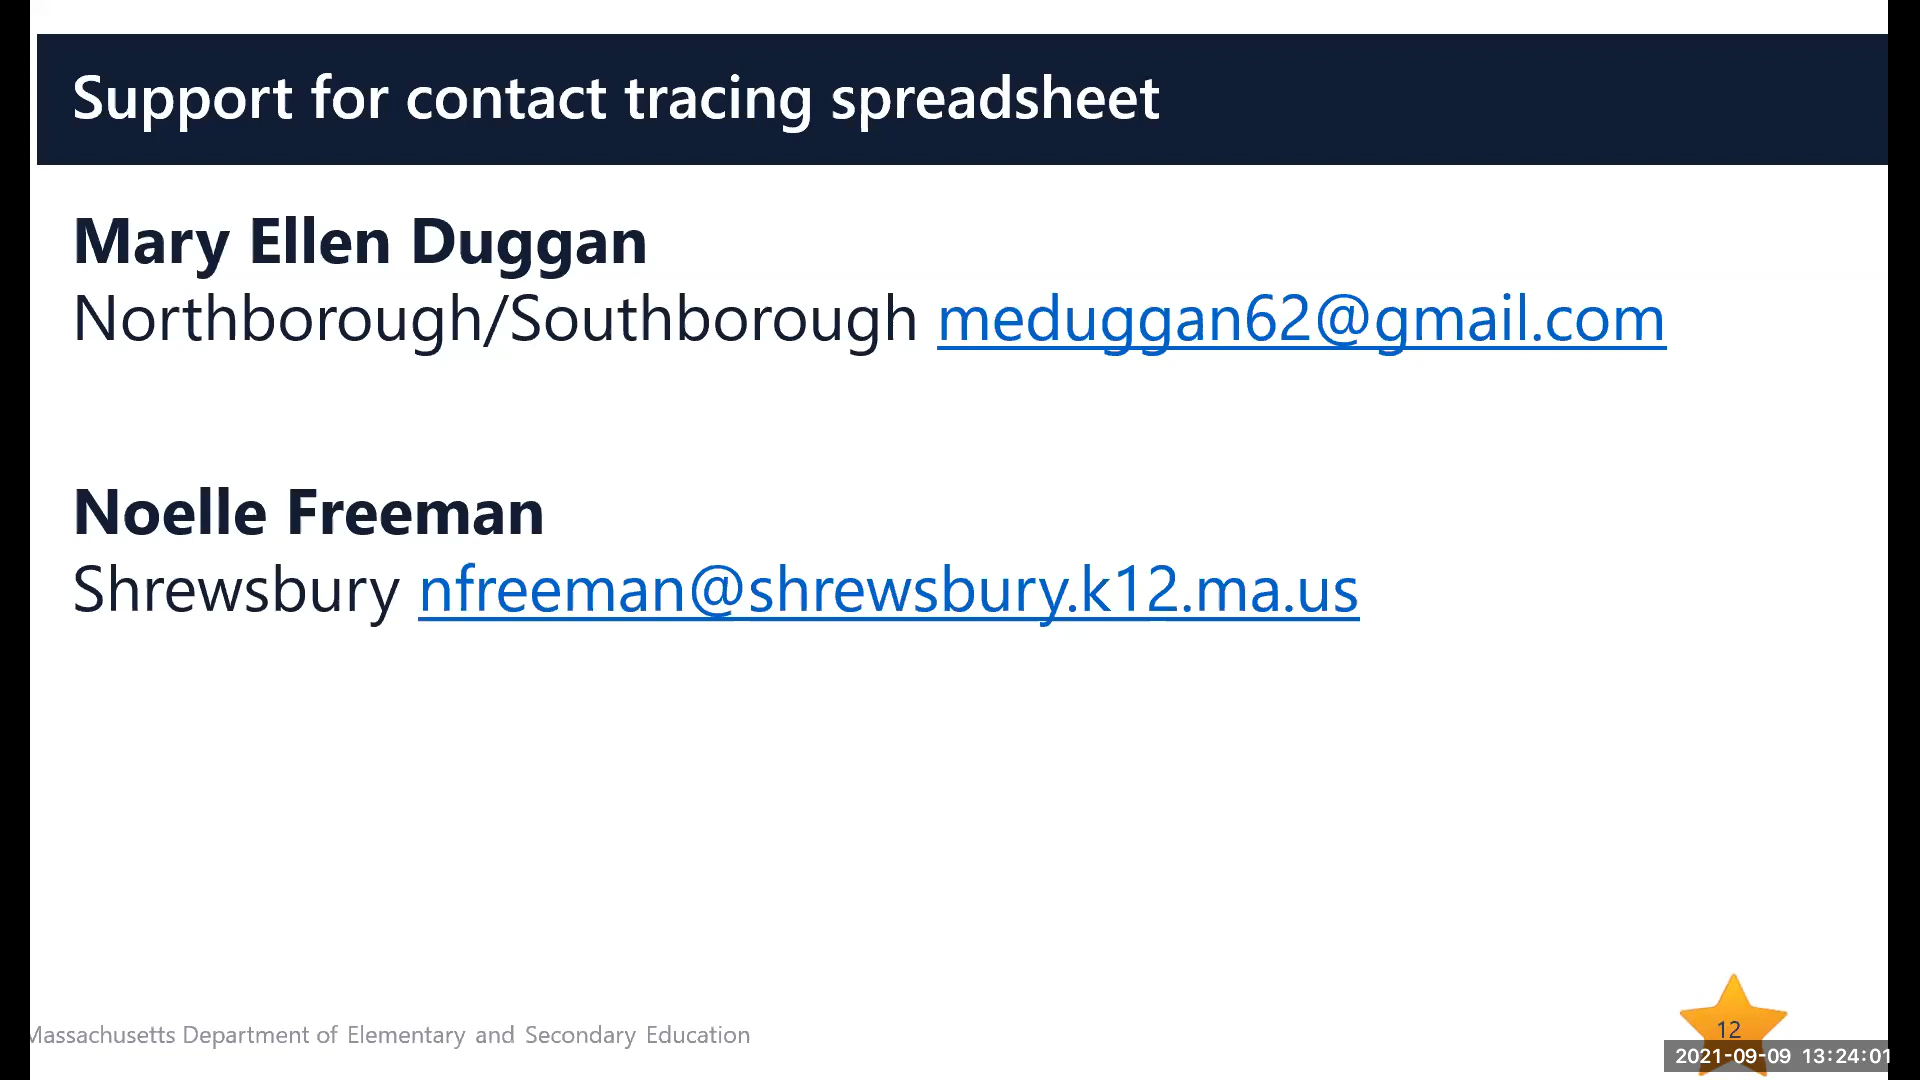 Support for contact tracing spreadsheet
Mary Ellen Duggan
Northborough/Southborough meduggan62@gmail.com
Noelle Freeman
Shrewsbury nfreeman@shrewsbury.k12.ma.us
Massachusetts Department of Elementary and Secondary Education
12
2021-09-09 13:24:01